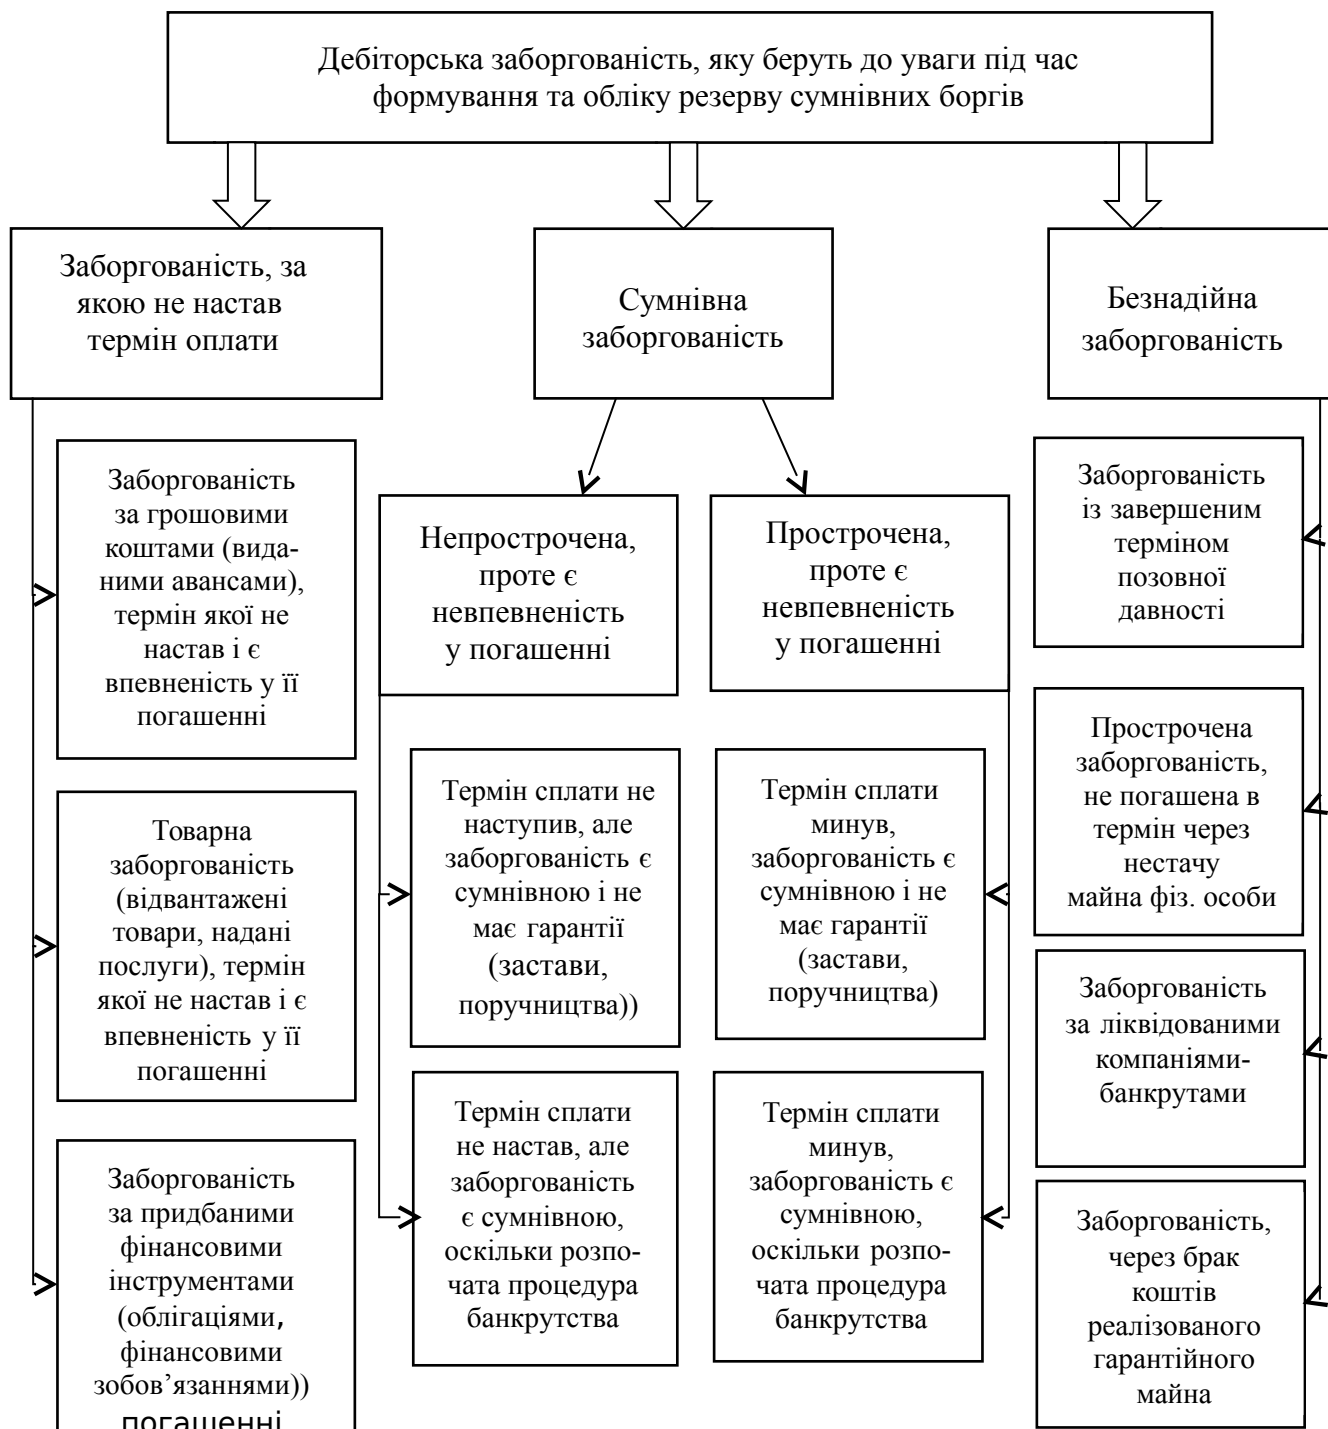 Дебіторська заборгованість, яку беруть до уваги під час
формування та обліку резерву сумнівних боргів
Заборгованість, за
якою не настав
термін оплати
Сумнівна
заборгованість
Безнадійна
заборгованість
Заборгованість
за грошовими
коштами (вида-
ними авансами),
термін якої не
настав і є
впевненість у її
погашенні
Товарна
заборгованість
(відвантажені
товари, надані
послуги), термін
якої не настав і є
впевненість у її
погашенні
Заборгованість
за придбаними
фінансовими
інструментами
(облігаціями,
фінансовими
зобов’язаннями))
погашенні
Непрострочена,
проте є
невпевненість
у погашенні
Термін сплати не
наступив, але
заборгованість є
сумнівною і не
має гарантії
(застави,
поручництва))
Термін сплати
не настав, але
заборгованість
є сумнівною,
оскільки розпо-
чата процедура
банкрутства
Прострочена,
проте є
невпевненість
у погашенні
Термін сплати
минув,
заборгованість є
сумнівною і не
має гарантії
(застави,
поручництва)
Термін сплати
минув,
заборгованість є
сумнівною,
оскільки розпо-
чата процедура
банкрутства
Заборгованість
із завершеним
терміном
позовної
давності
Прострочена
заборгованість,
не погашена в
термін через
нестачу
майна фіз. особи
Заборгованість
за ліквідованими
компаніями-
банкрутами
Заборгованість,
через брак
коштів
реалізованого
гарантійного
майна